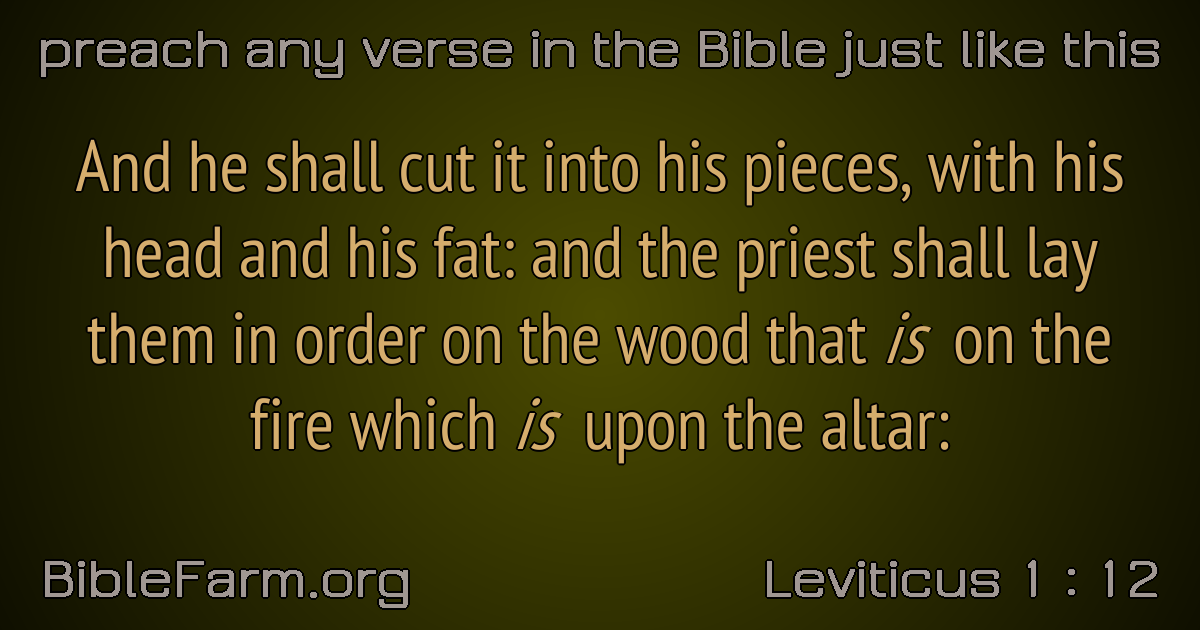 preach any verse in the Bible just like this
And he shall cut it into his pieces, with his
head and his fat: and the priest shall lay
them in order on the wood that is on the
fire which is upon the altar:
BibleFarm.org
Leviticus 1 : 12